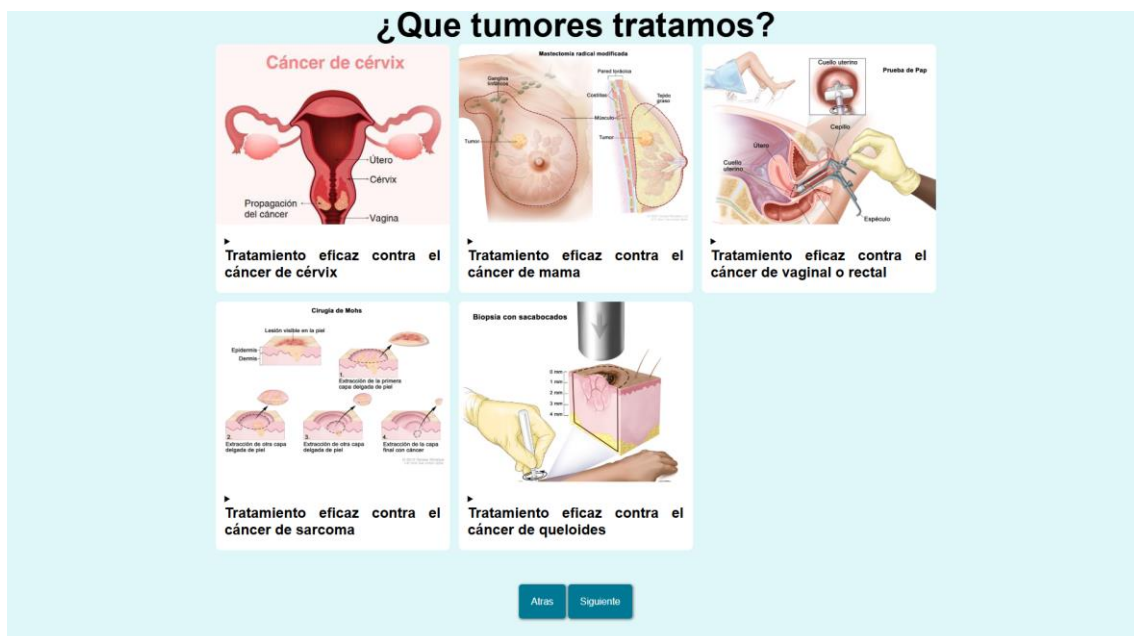 ¿Que tumores tratamos?
Cáncer de cérvix
Útero
Cérvix
Propagación
del cáncer
Vagina
Tratamiento eficaz contra el
cáncer de cérvix
Mastectomía radical modificada
Ganglios
linfáticos
Pared torácica
Costillas
Tejido
graso
Músculo
Tumor
Tumor
Tratamiento eficaz contra el
cáncer de mama
Cuello uterino
Prueba de Pap
Cepillo
Útero
Cuello
uterino
Espéculo
Tratamiento eficaz contra el
cáncer de vaginal o rectal
Cirugía de Mohs
Lesión visible en la piel
Epidermis
Dermis
1.
Extracción de la primera
capa delgada de piel
2.
Extracción de otra capa
delgada de piel
3.
Extracción de otra capa
delgada de piel
4.
Extracción de la capa
final con cáncer
Tratamiento eficaz contra el
cáncer de sarcoma
Biopsia con sacabocados
0 mm
1 mm
2 mm
3 mm
4 mm
Tratamiento eficaz contra el
cáncer de queloides
Atras
Siguiente